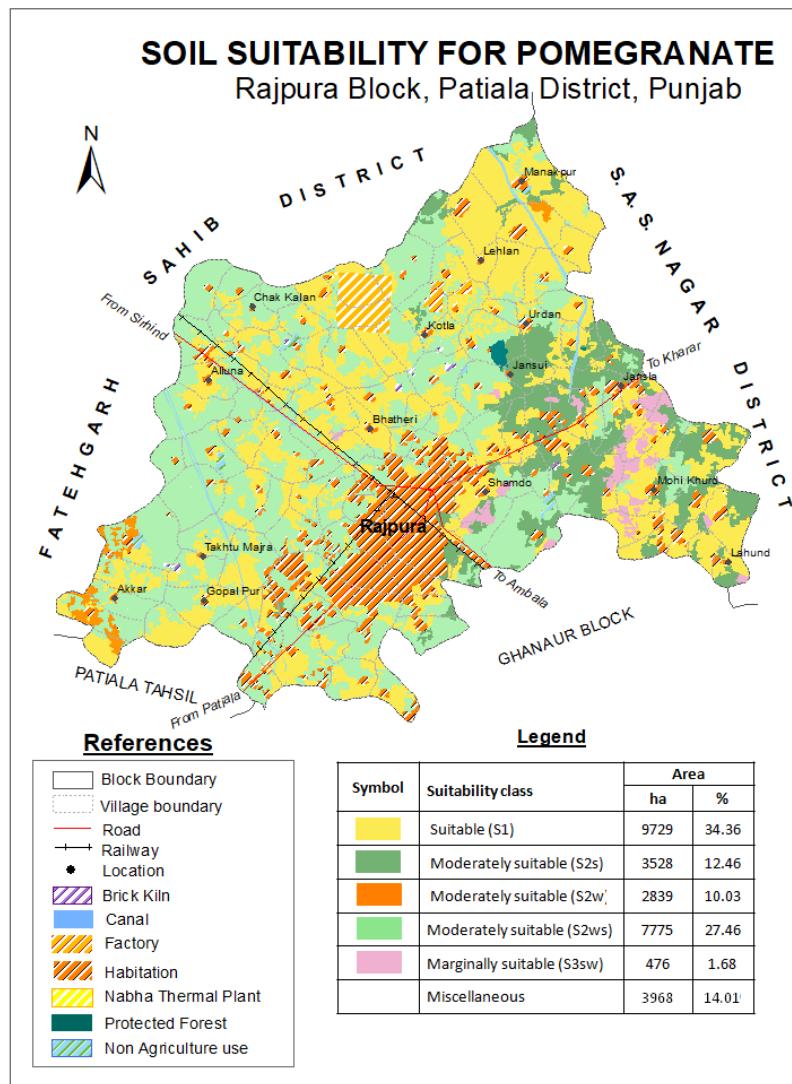 SOIL SUITABILITY FOR POMEGRANATE
Rajpura Block, Patiala District, Punjab
N
SAHIB DISTRICT
S.A.S. NAGAR DISTRICT
FATEHGARH
Manakpur
Lehlan
Chak Kalan
From Sirhind
Kotla
Urdan
To Kharar
Alluna
Jansui
Jansla
Bhatheri
Shamdo
Mohi Khurd
Rajpura
Takhtu Majra
Lahund
To Ambala
Akkar
Gopal Pur
GHANAUR BLOCK
PATIALA TAHSIL
From Patiala
References
Block Boundary
Village boundary
Road
Railway
Location
Brick Kiln
Canal
Factory
Habitation
Nabha Thermal Plant
Protected Forest
Non Agriculture use
Legend
Symbol Suitability class Area
ha %
Suitable (S1) 9729 34.36
Moderately suitable (S2s) 3528 12.46
Moderately suitable (S2w) 2839 10.03
Moderately suitable (S2ws) 7775 27.46
Marginally suitable (S3sw) 476 1.68
Miscellaneous 3968 14.01